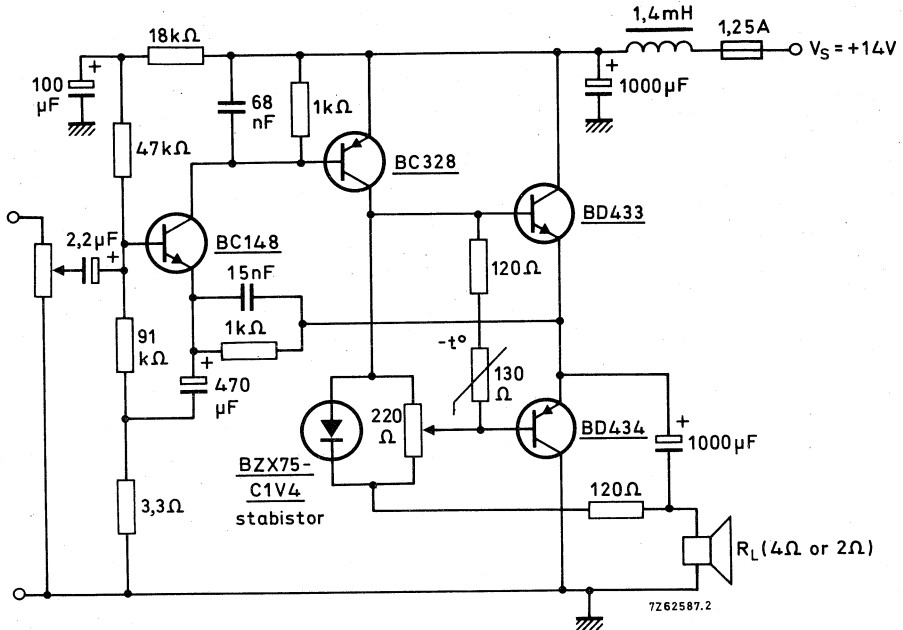 1,4mH
18kΩ
1,25A
V_S = +14V
+
100
µF
68
nF
1kΩ
+
1000µF
47kΩ
BC328
BD433
2,2µF
+
BC148
15nF
120Ω
1kΩ
+
91
kΩ
470
µF
-t°
130
Ω
220
Ω
BD434
+
1000µF
BZX75-
C1V4
stabistor
3,3Ω
120Ω
R_L (4Ω or 2Ω)
7Z62587.2